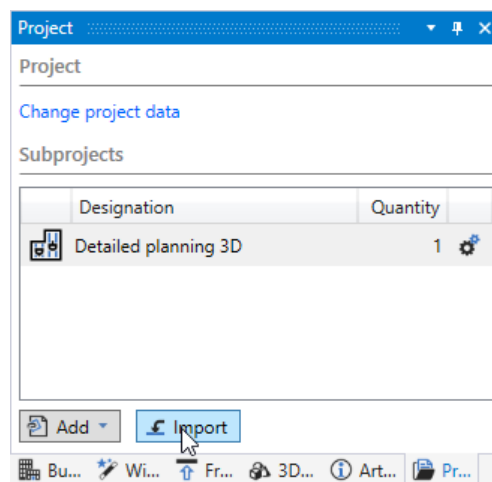 Project
Project
Change project data
Subprojects
Designation Quantity
Detailed planning 3D 1
Add Import
Bu... Wi... Fr... 3D... Art... Pr...